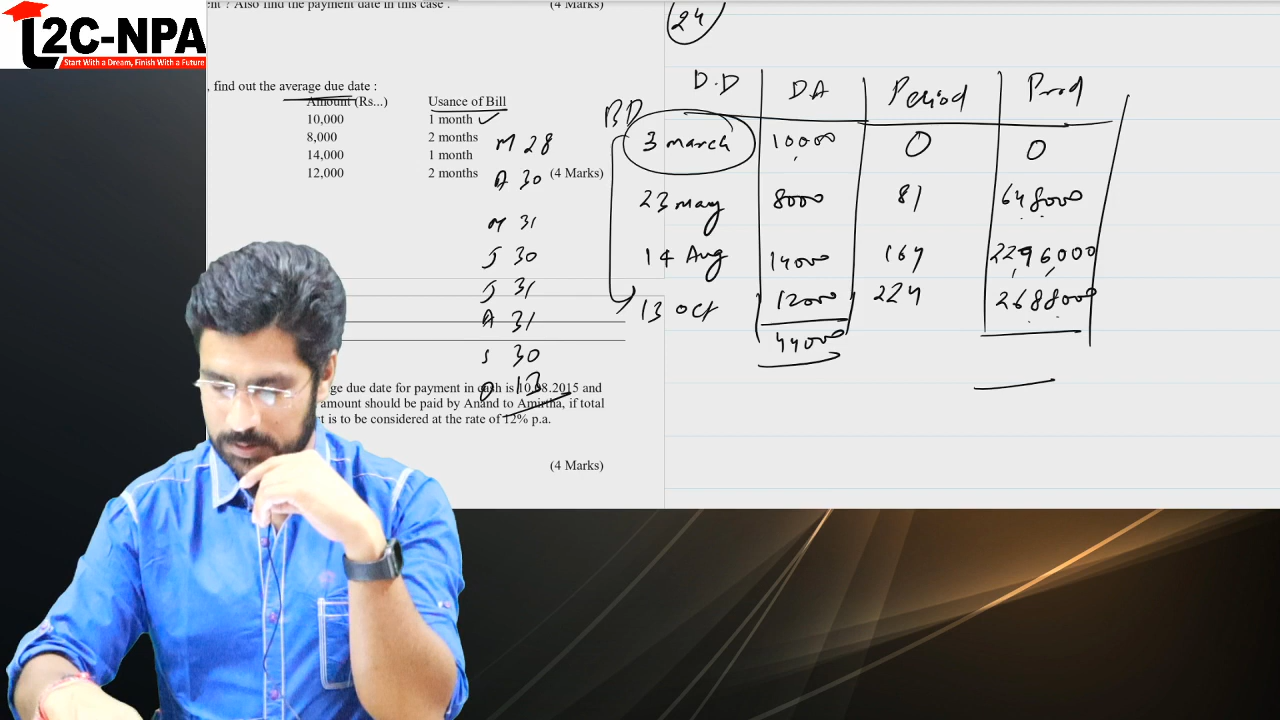 nt ? Also find the payment date in this case . (4 Marks)
L2C-NPA
Start With a Dream, Finish With a Future
, find out the average due date :
Amount (Rs...) Usance of Bill
10,000 1 month
8,000 2 months
14,000 1 month
12,000 2 months (4 Marks)
M 28
A 30
M 31
J 30
J 31
A 31
S 30
O 13
ge due date for payment in cash is 10.08.2015 and
amount should be paid by Anand to Amirtha, if total
t is to be considered at the rate of 12% p.a.
(4 Marks)
24
D.D DA Period Prod
BD
3 march 10000 0 0
23 may 8000 81 648000
14 Aug 14000 164 2296000
13 oct 12000 224 2688000
44000